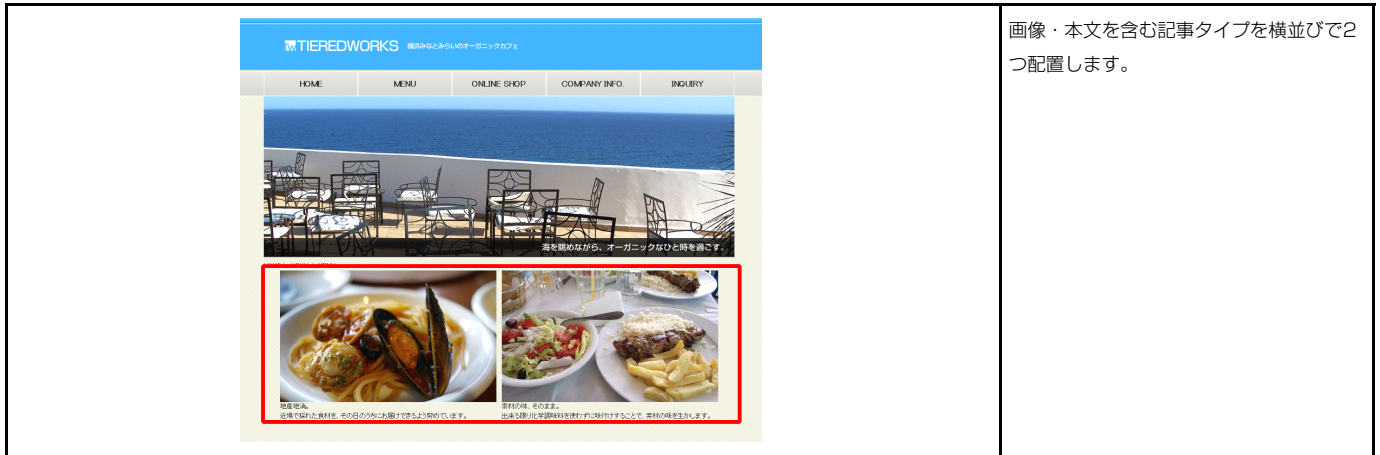 TIEREDWORKS 横浜みなとみらいのオーガニックカフェ
HOME MENU ONLINE SHOP COMPANY INFO. INQUIRY
海を眺めながら、オーガニックなひと時を過ごす。
地産地消。
近場で採れた食材を、その日のうちにお届けできるよう努めています。
素材の味、そのまま。
出来る限り化学調味料を使わずに味付けすることで、素材の味を生かします。
画像・本文を含む記事タイプを横並びで2
つ配置します。